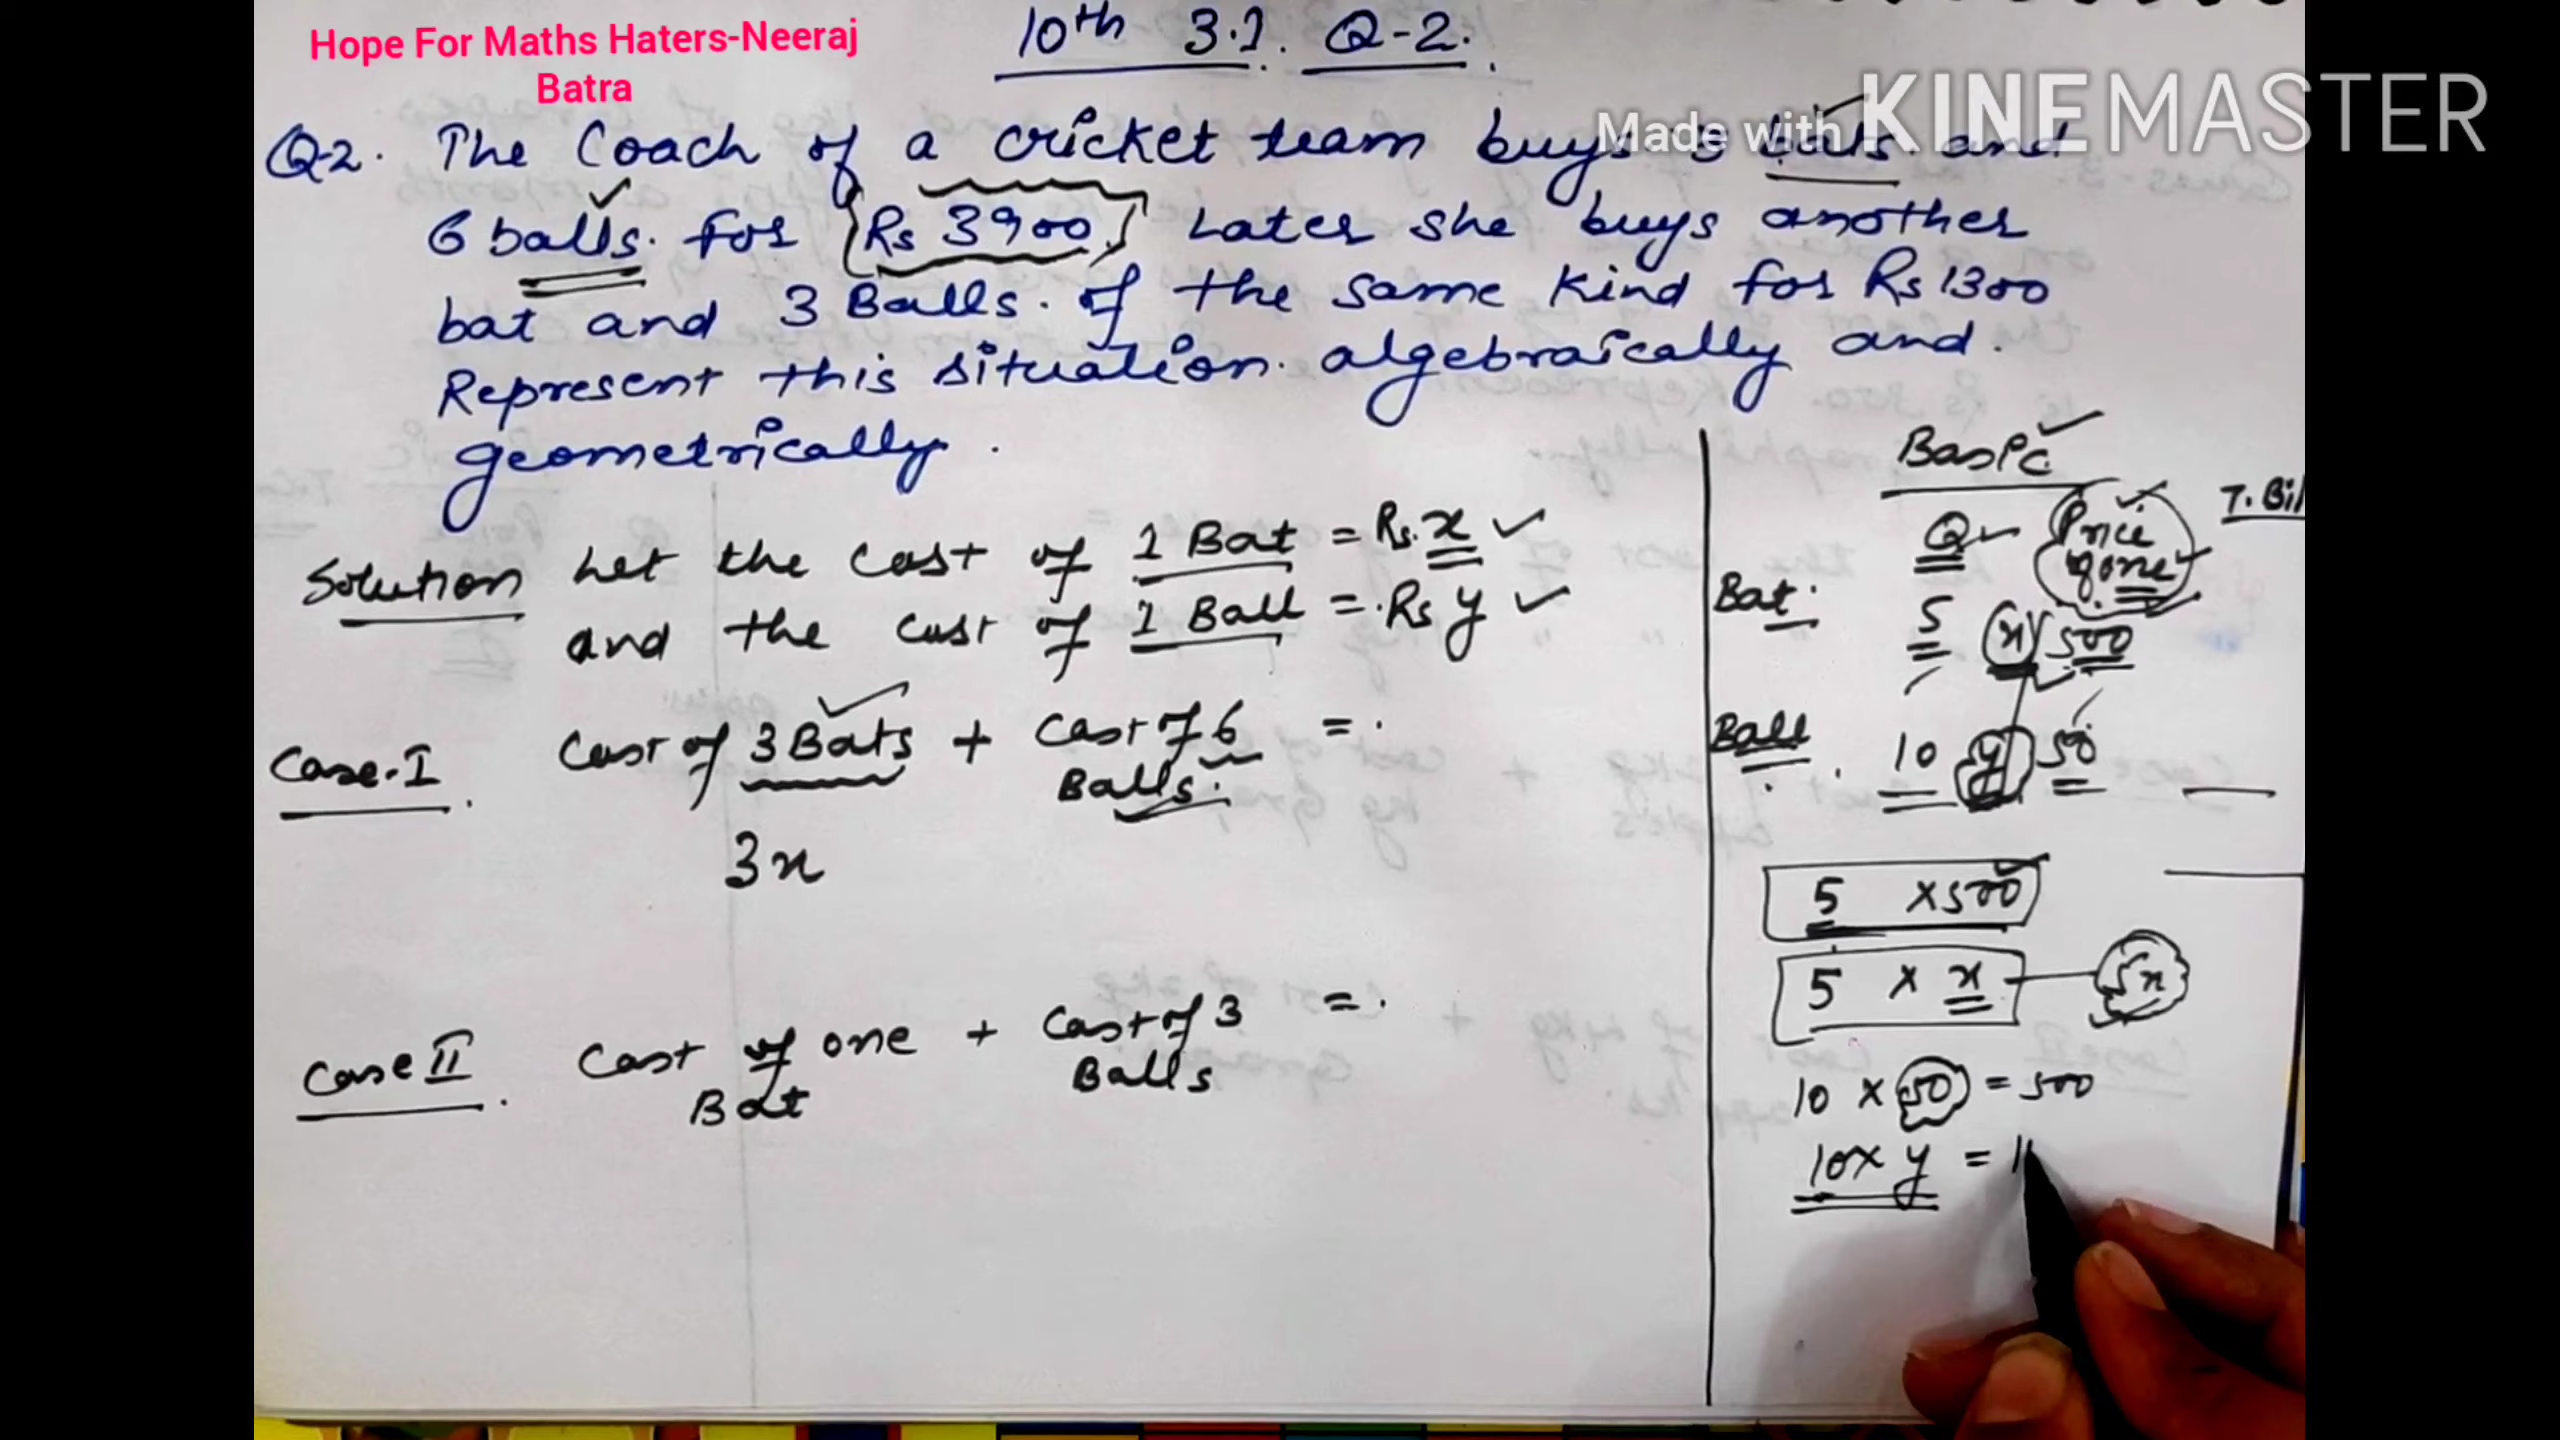 Hope For Maths Haters-Neeraj
Batra
10th 3.1. Q-2.
Made with KINEMASTER
Q-2. The Coach of a cricket team buys 3 bats and
6 balls. for Rs 3900. Later she buys another
bat and 3 Balls. of the same kind for Rs 1300
Represent this situation. algebraically and.
geometrically.
Solution Let the cost of 1 Bat = Rs. x
and the cost of 1 Ball = Rs y
Case-I Cost of 3 Bats + Cost of 6 =
Balls
3x
Case II Cost of one + Cost of 3 =
Bat Balls
Basic
Q Price T. Bil
gone
Bat. 5 x 500
Ball. 10 y 50
5 x 500
5 x x 5x
10 x 50 = 500
10 x y = 1